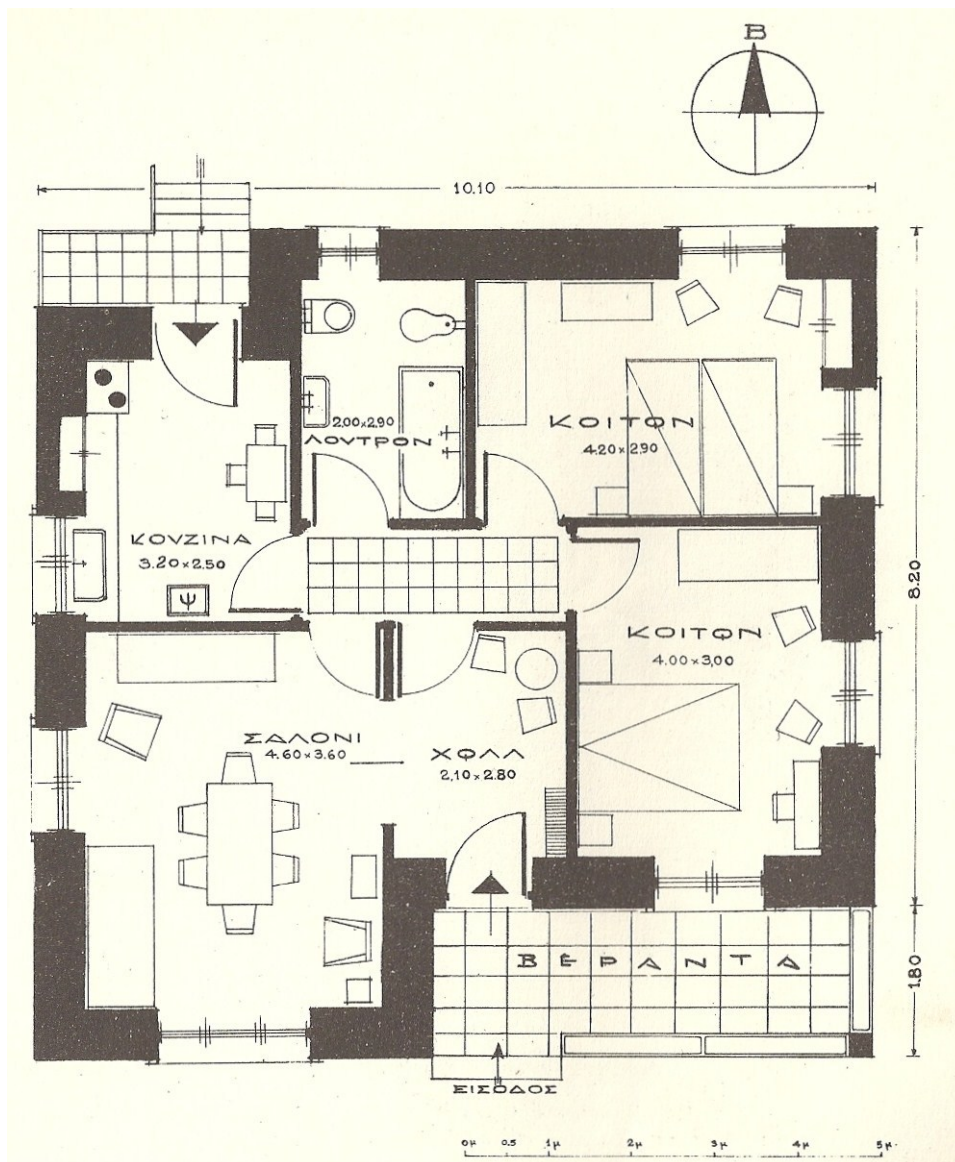 Β
10.10
2.00×2.90
ΛΟΥΤΡΟΝ
ΚΟΙΤΩΝ
4.20×2.90
ΚΟΥΖΙΝΑ
3.20×2.50
Ψ
8.20
ΚΟΙΤΩΝ
4.00×3,00
ΣΑΛΟΝΙ
4.60×3.60
ΧΩΛΛ
2,10×2.80
ΒΕΡΑΝΤΑ
1.80
ΕΙΣΟΔΟΣ
0μ 0.5 1μ 2μ 3μ 4μ 5μ.